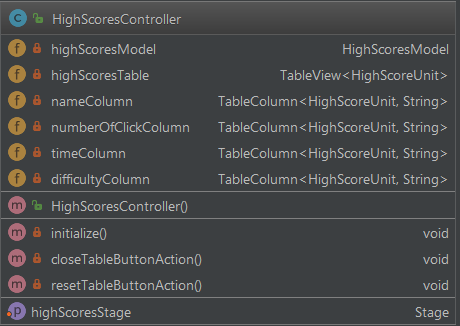 HighScoresController
highScoresModel HighScoresModel
highScoresTable TableView<HighScoreUnit>
nameColumn TableColumn<HighScoreUnit, String>
numberOfClickColumn TableColumn<HighScoreUnit, String>
timeColumn TableColumn<HighScoreUnit, String>
difficultyColumn TableColumn<HighScoreUnit, String>
HighScoresController()
initialize() void
closeTableButtonAction() void
resetTableButtonAction() void
highScoresStage Stage